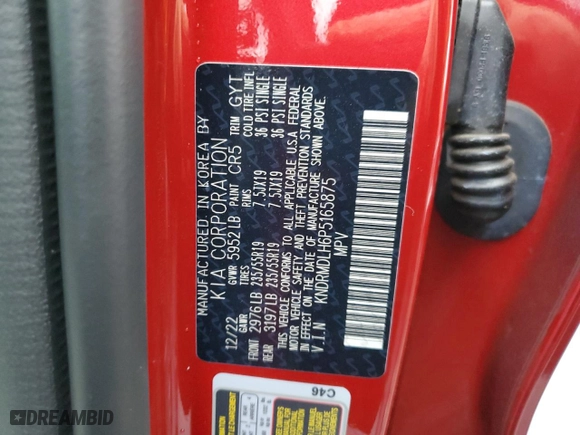 MANUFACTURED IN KOREA BY
KIA CORPORATION
12/22 GVWR 5952LB PAINT CR5 TRIM GYT
GAWR TIRES RIMS COLD TIRE INFL
FRONT 2976LB 235/55R19 7.5JX19 36 PSI SINGLE
REAR 3197LB 235/55R19 7.5JX19 36 PSI SINGLE
THIS VEHICLE CONFORMS TO ALL APPLICABLE U.S.A FEDERAL
MOTOR VEHICLE SAFETY AND THEFT PREVENTION STANDARDS
IN EFFECT ON THE DATE OF MANUFACTURE SHOWN ABOVE.
V.I.N KNDRMDLH6P5165875
MPV
C46
DREAMBID